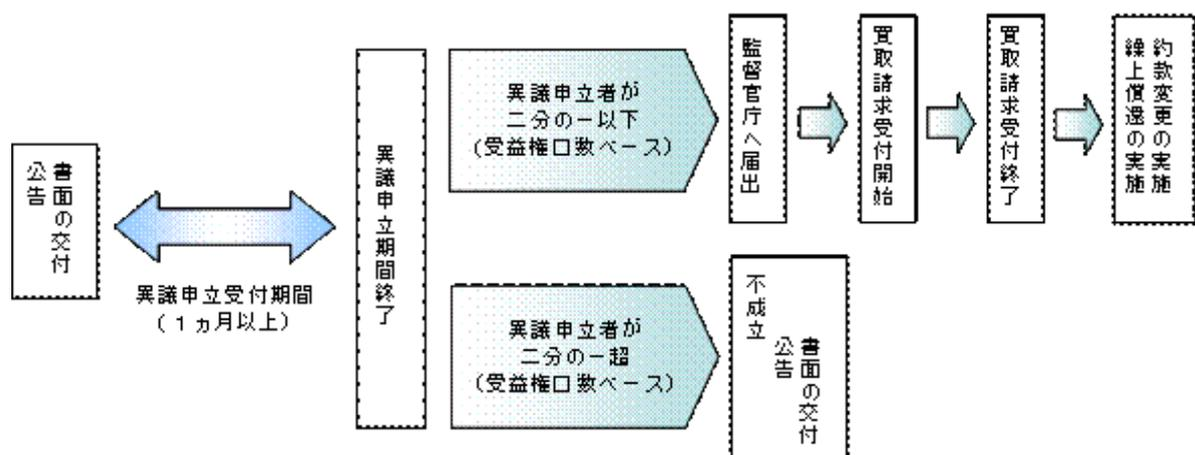 書面の交付
公告
異議申立受付期間
（１ヵ月以上）
異議申立期間終了
異議申立者が
二分の一以下
(受益権口数ベース)
監督官庁へ届出
買取請求受付開始
買取請求受付終了
約款変更の実施
繰上償還の実施
異議申立者が
二分の一超
(受益権口数ベース)
不成立
書面の交付
公告